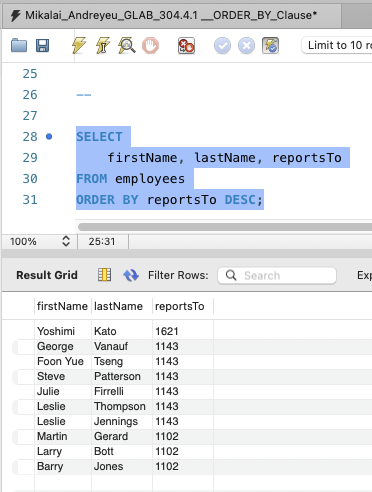 Mikalai_Andreyeu_GLAB_304.4.1 __ORDER_BY_Clause*
Limit to 10 ro
25
26 --
27
28 SELECT
29 firstName, lastName, reportsTo
30 FROM employees
31 ORDER BY reportsTo DESC;
100% 25:31
Result Grid Filter Rows: Search Exp
firstName lastName reportsTo
Yoshimi Kato 1621
George Vanauf 1143
Foon Yue Tseng 1143
Steve Patterson 1143
Julie Firrelli 1143
Leslie Thompson 1143
Leslie Jennings 1143
Martin Gerard 1102
Larry Bott 1102
Barry Jones 1102